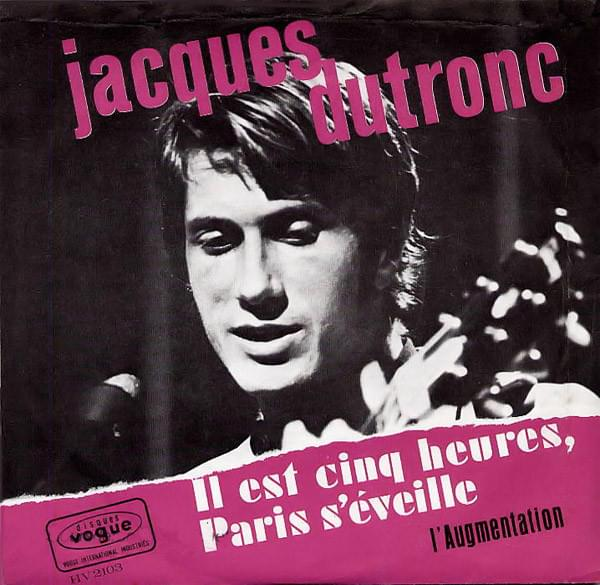 jacques
dutronc
Il est cinq heures,
Paris s'éveille
l'Augmentation
disques
vogue
VOGUE INTERNATIONAL INDUSTRIES
HV 2103